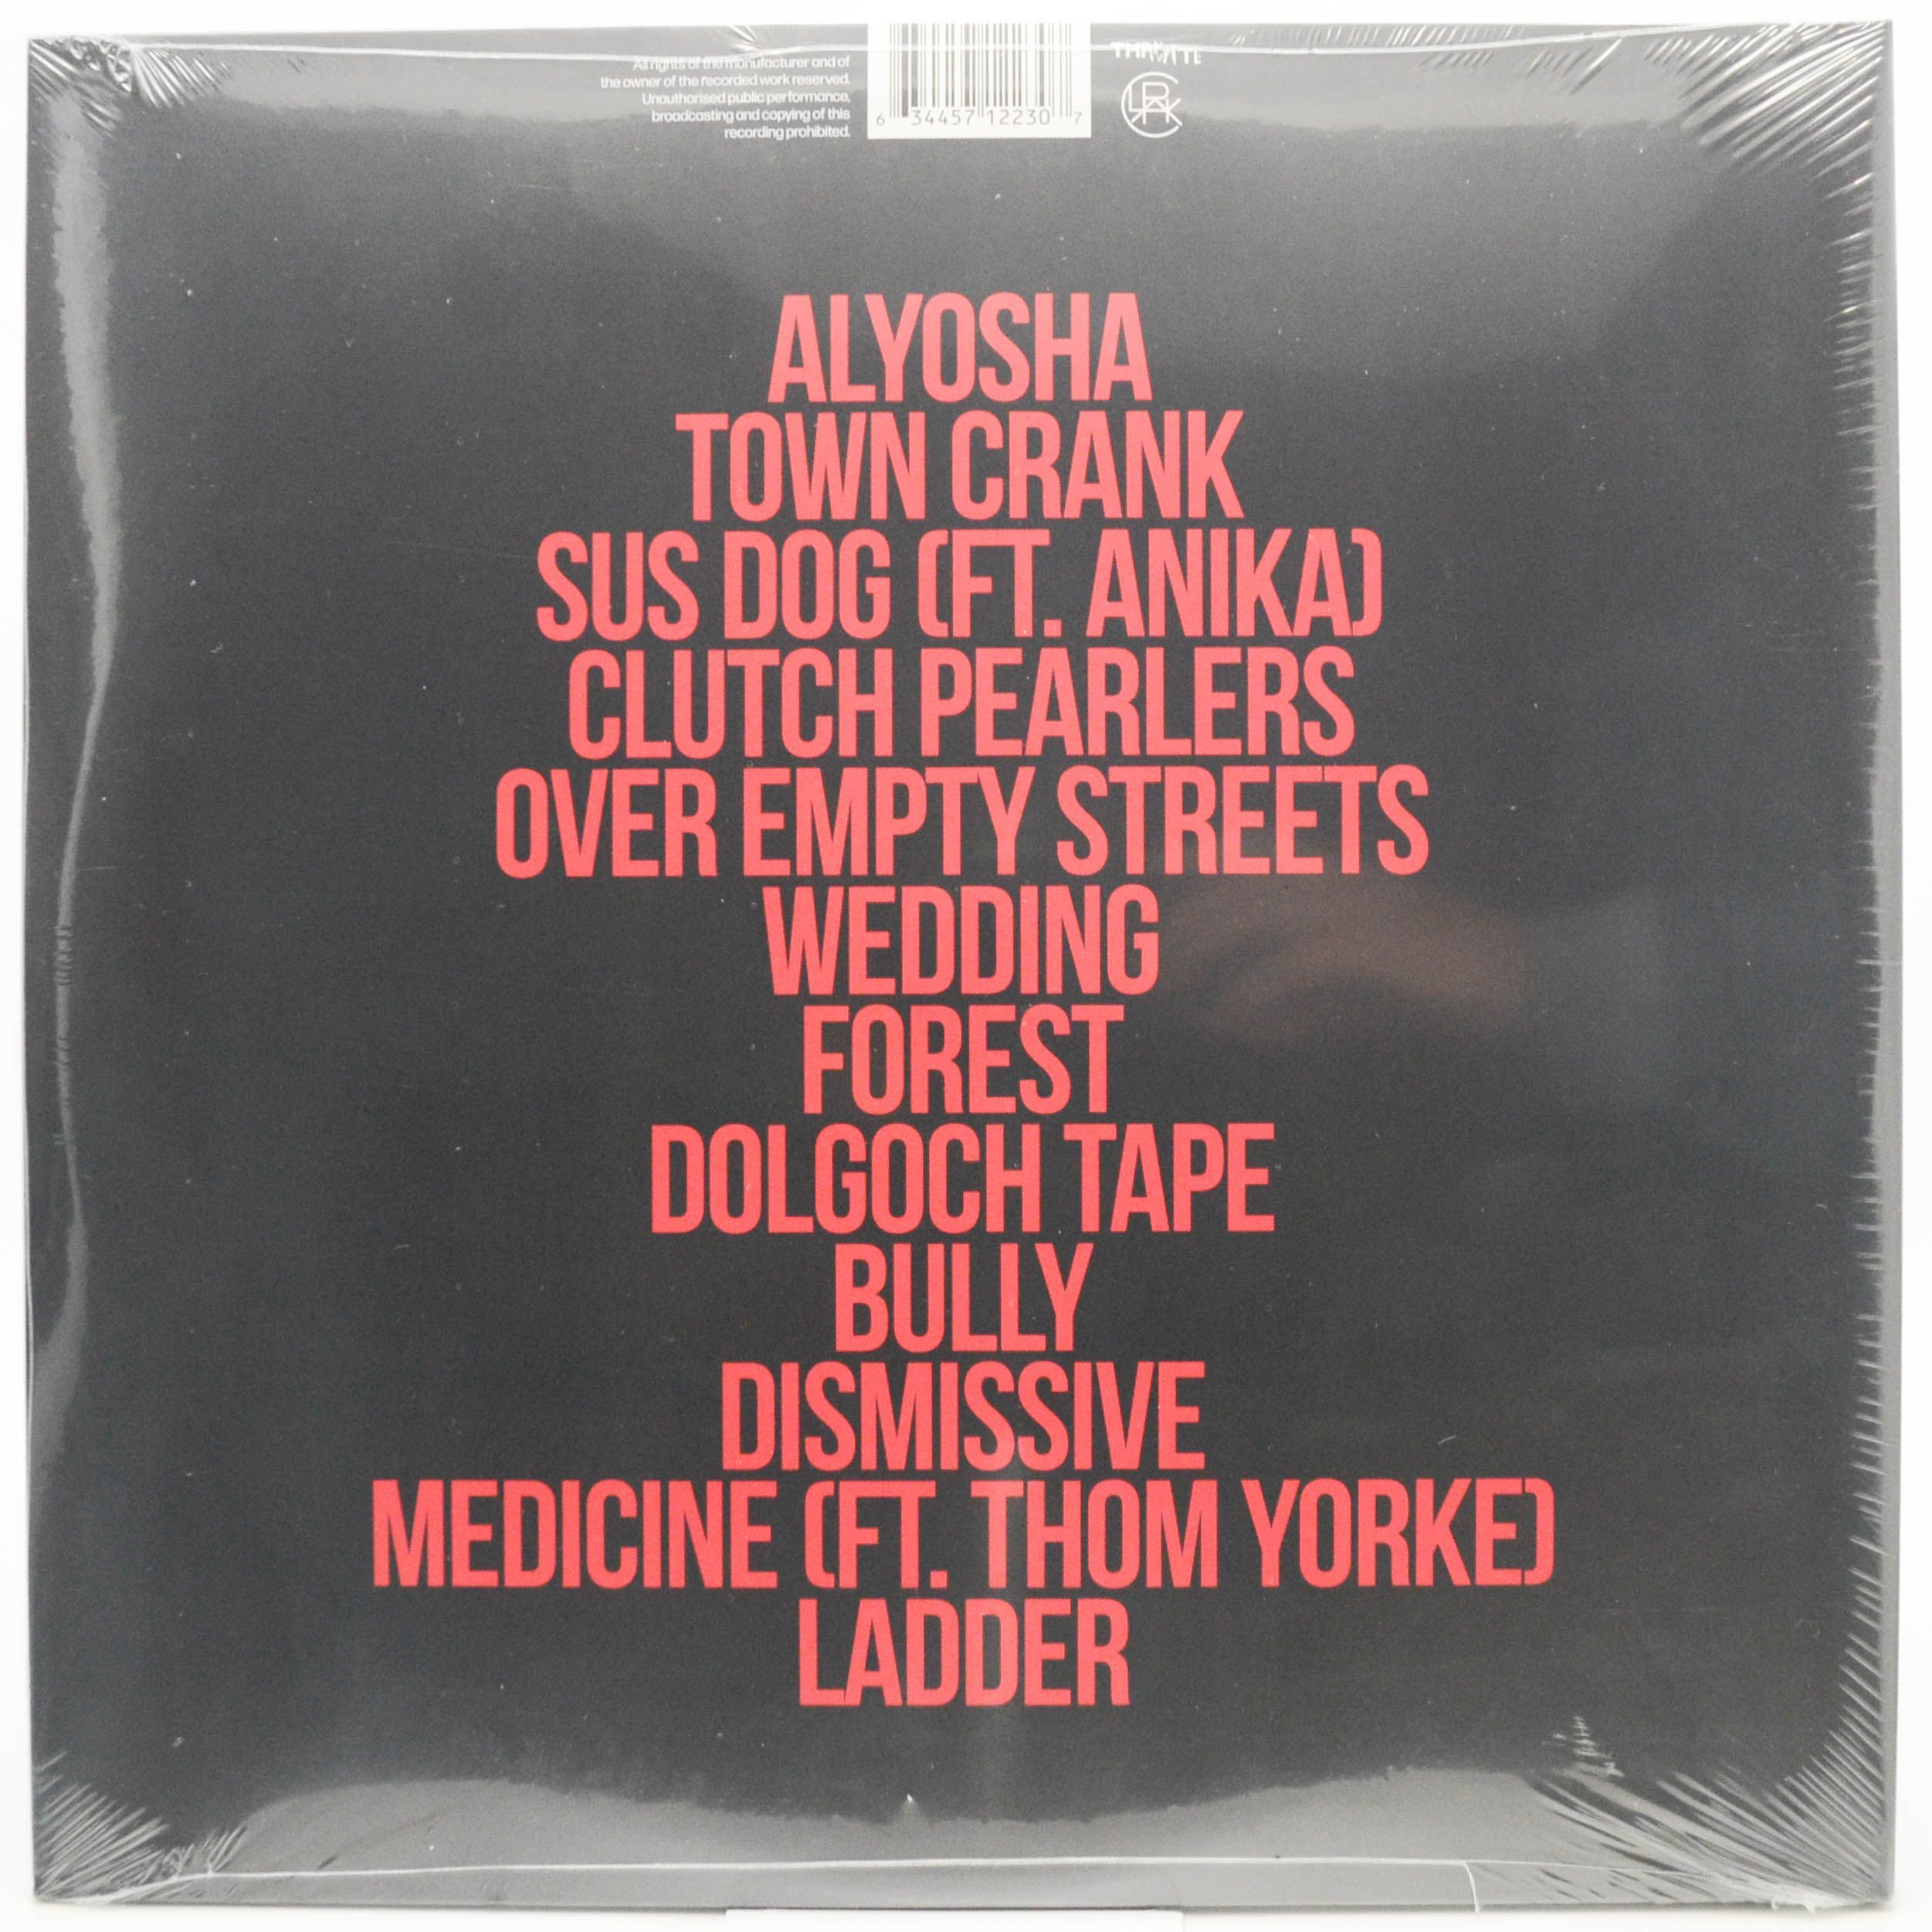 All rights of the manufacturer and of
the owner of the recorded work reserved.
Unauthorised public performance,
broadcasting and copying of this
recording prohibited.
6 34457 12230 7
THROTTLE
CLARK
ALYOSHA
TOWN CRANK
SUS DOG (FT. ANIKA)
CLUTCH PEARLERS
OVER EMPTY STREETS
WEDDING
FOREST
DOLGOCH TAPE
BULLY
DISMISSIVE
MEDICINE (FT. THOM YORKE)
LADDER